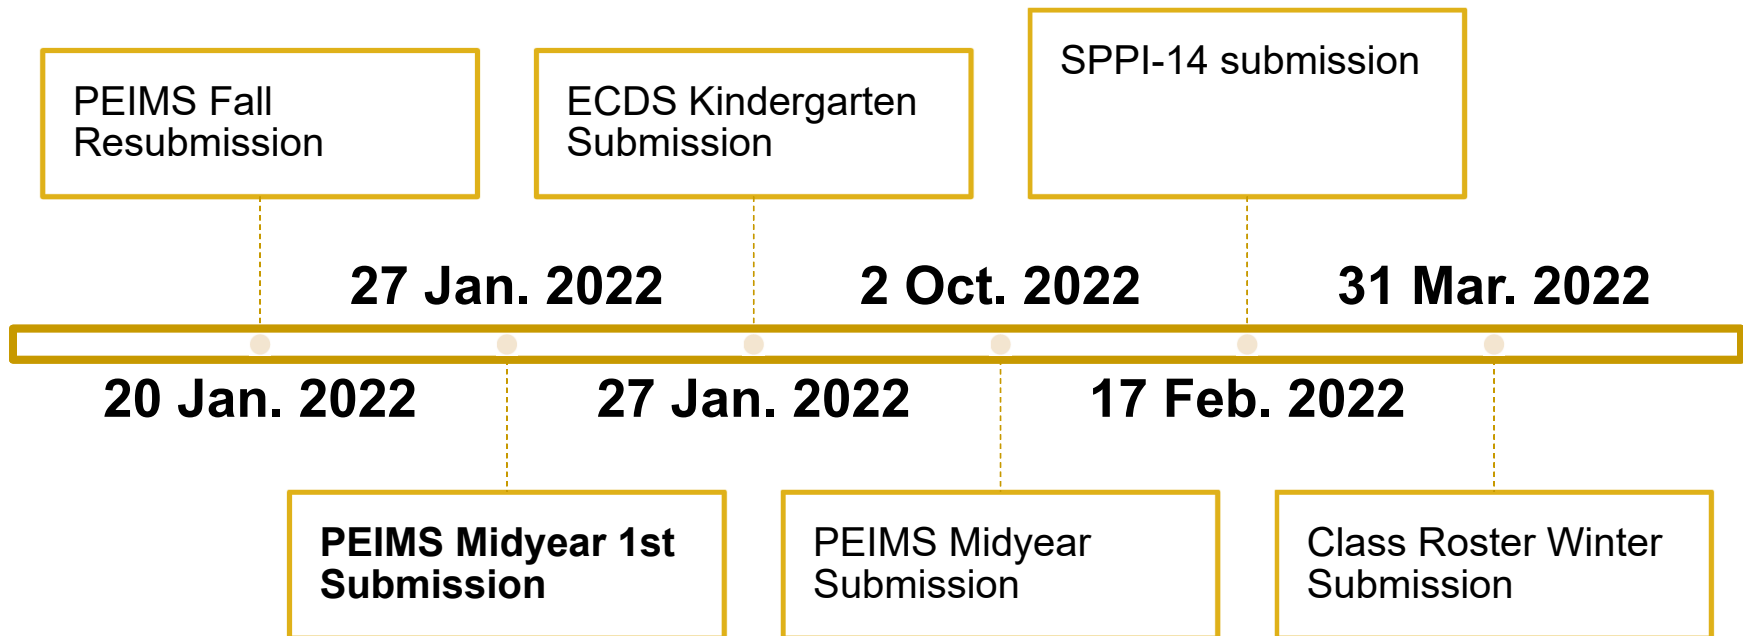 PEIMS Fall
Resubmission
ECDS Kindergarten
Submission
SPPI-14 submission
27 Jan. 2022
2 Oct. 2022
31 Mar. 2022
20 Jan. 2022
27 Jan. 2022
17 Feb. 2022
PEIMS Midyear 1st
Submission
PEIMS Midyear
Submission
Class Roster Winter
Submission